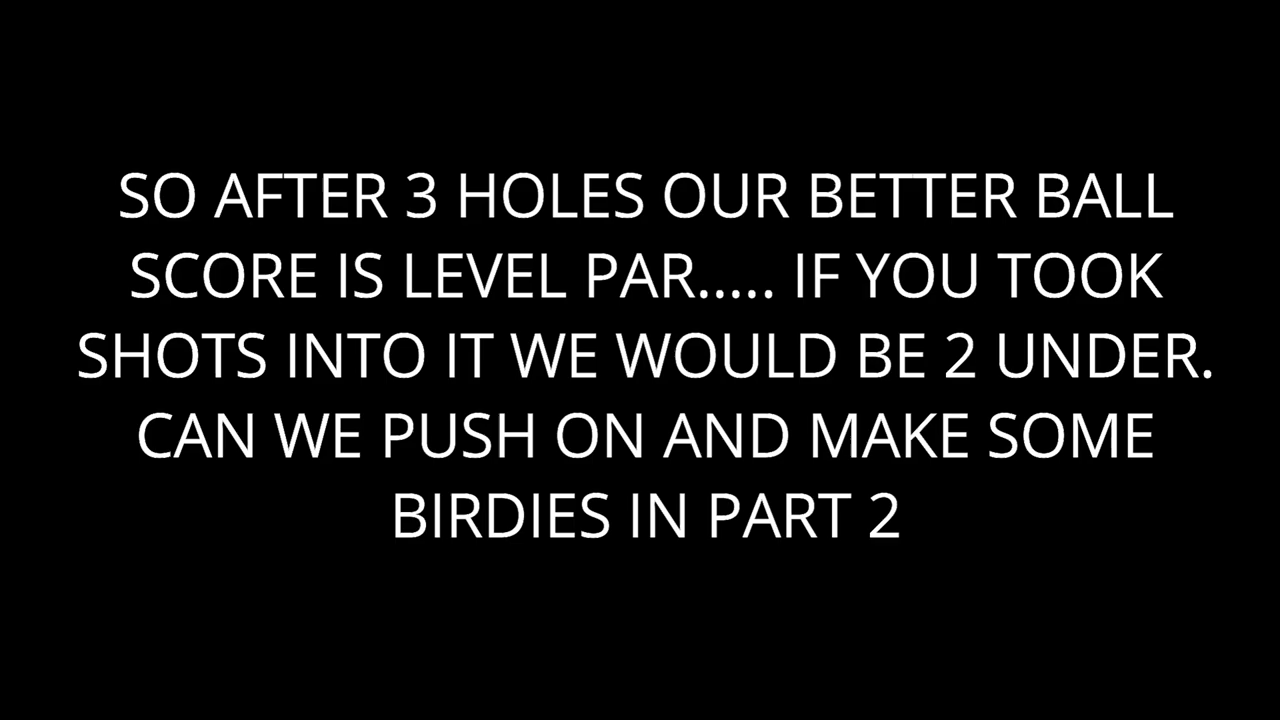 SO AFTER 3 HOLES OUR BETTER BALL
SCORE IS LEVEL PAR..... IF YOU TOOK
SHOTS INTO IT WE WOULD BE 2 UNDER.
CAN WE PUSH ON AND MAKE SOME
BIRDIES IN PART 2